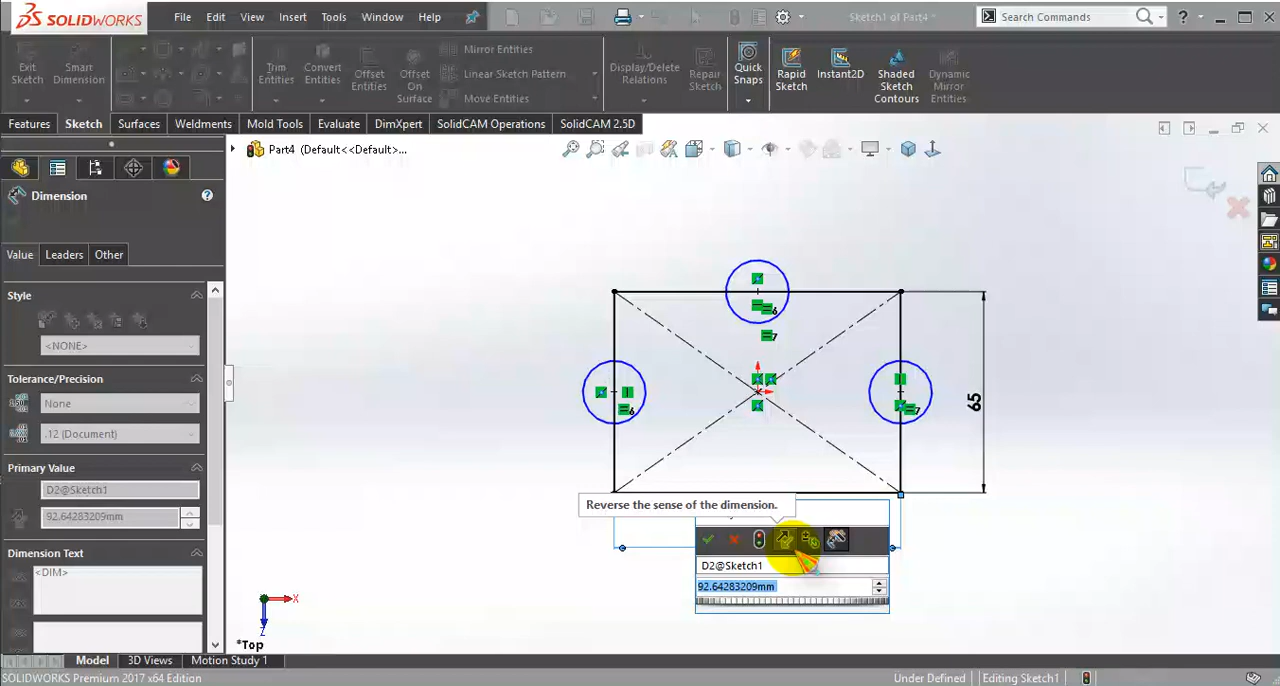 SOLIDWORKS File Edit View Insert Tools Window Help Sketch1 of Part4 * Search Commands ?
Exit Sketch
Smart Dimension
Trim Entities
Convert Entities
Offset Entities
Offset On Surface
Mirror Entities
Linear Sketch Pattern
Move Entities
Display/Delete Relations
Repair Sketch
Quick Snaps
Rapid Sketch
Instant2D
Shaded Sketch Contours
Dynamic Mirror Entities
Features Sketch Surfaces Weldments Mold Tools Evaluate DimXpert SolidCAM Operations SolidCAM 2.5D
Part4 (Default<<Default>...
Dimension ?
Value Leaders Other
Style
<NONE>
Tolerance/Precision
None
.12 (Document)
Primary Value
D2@Sketch1
92.64283209mm
Dimension Text
<DIM>
6
7
6
7
65
Reverse the sense of the dimension.
D2@Sketch1
92.64283209mm
X
Z
*Top
Model 3D Views Motion Study 1
SOLIDWORKS Premium 2017 x64 Edition Under Defined Editing Sketch1